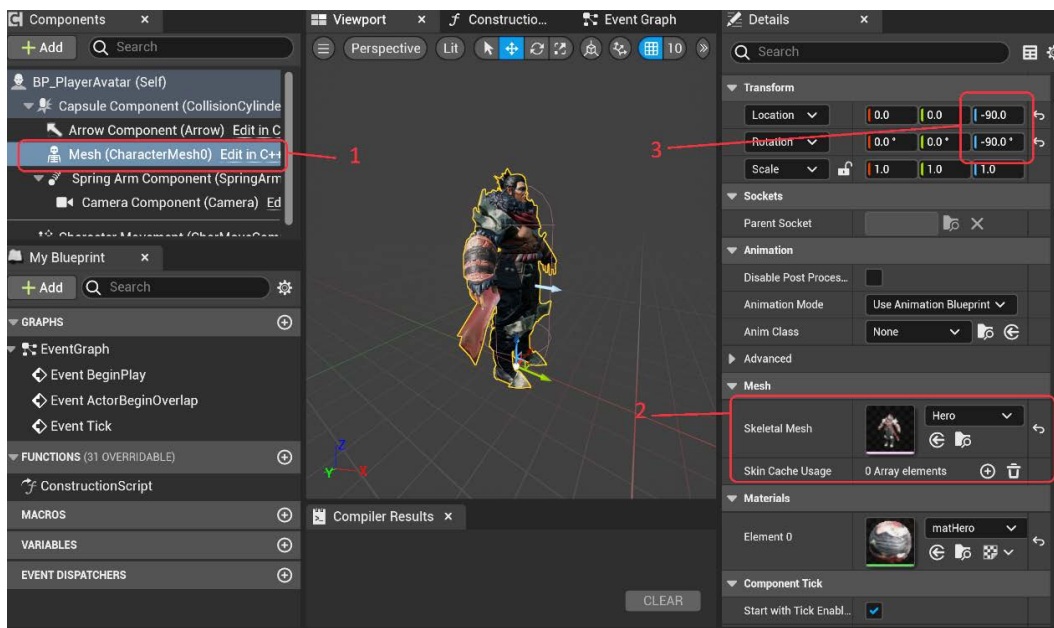 Components
+ Add Search
BP_PlayerAvatar (Self)
Capsule Component (CollisionCylinde
Arrow Component (Arrow) Edit in C
Mesh (CharacterMesh0) Edit in C++
Spring Arm Component (SpringArm
Camera Component (Camera) Ed
Character Movement (CharMoveCom
1
My Blueprint
+ Add Search
GRAPHS
EventGraph
Event BeginPlay
Event ActorBeginOverlap
Event Tick
FUNCTIONS (31 OVERRIDABLE)
ConstructionScript
MACROS
VARIABLES
EVENT DISPATCHERS
Viewport Constructio... Event Graph
Perspective Lit 10
Z
Y X
Compiler Results
CLEAR
Details
Search
Transform
3
Location 0.0 0.0 -90.0
Rotation 0.0° 0.0° -90.0°
Scale 1.0 1.0 1.0
Sockets
Parent Socket
Animation
Disable Post Proces...
Animation Mode Use Animation Blueprint
Anim Class None
Advanced
Mesh
2
Skeletal Mesh Hero
Skin Cache Usage 0 Array elements
Materials
Element 0 matHero
Component Tick
Start with Tick Enabl...